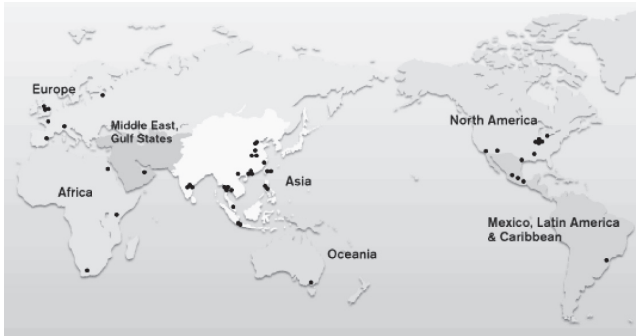 Europe
Middle East,
Gulf States
Africa
Asia
Oceania
North America
Mexico, Latin America
& Caribbean